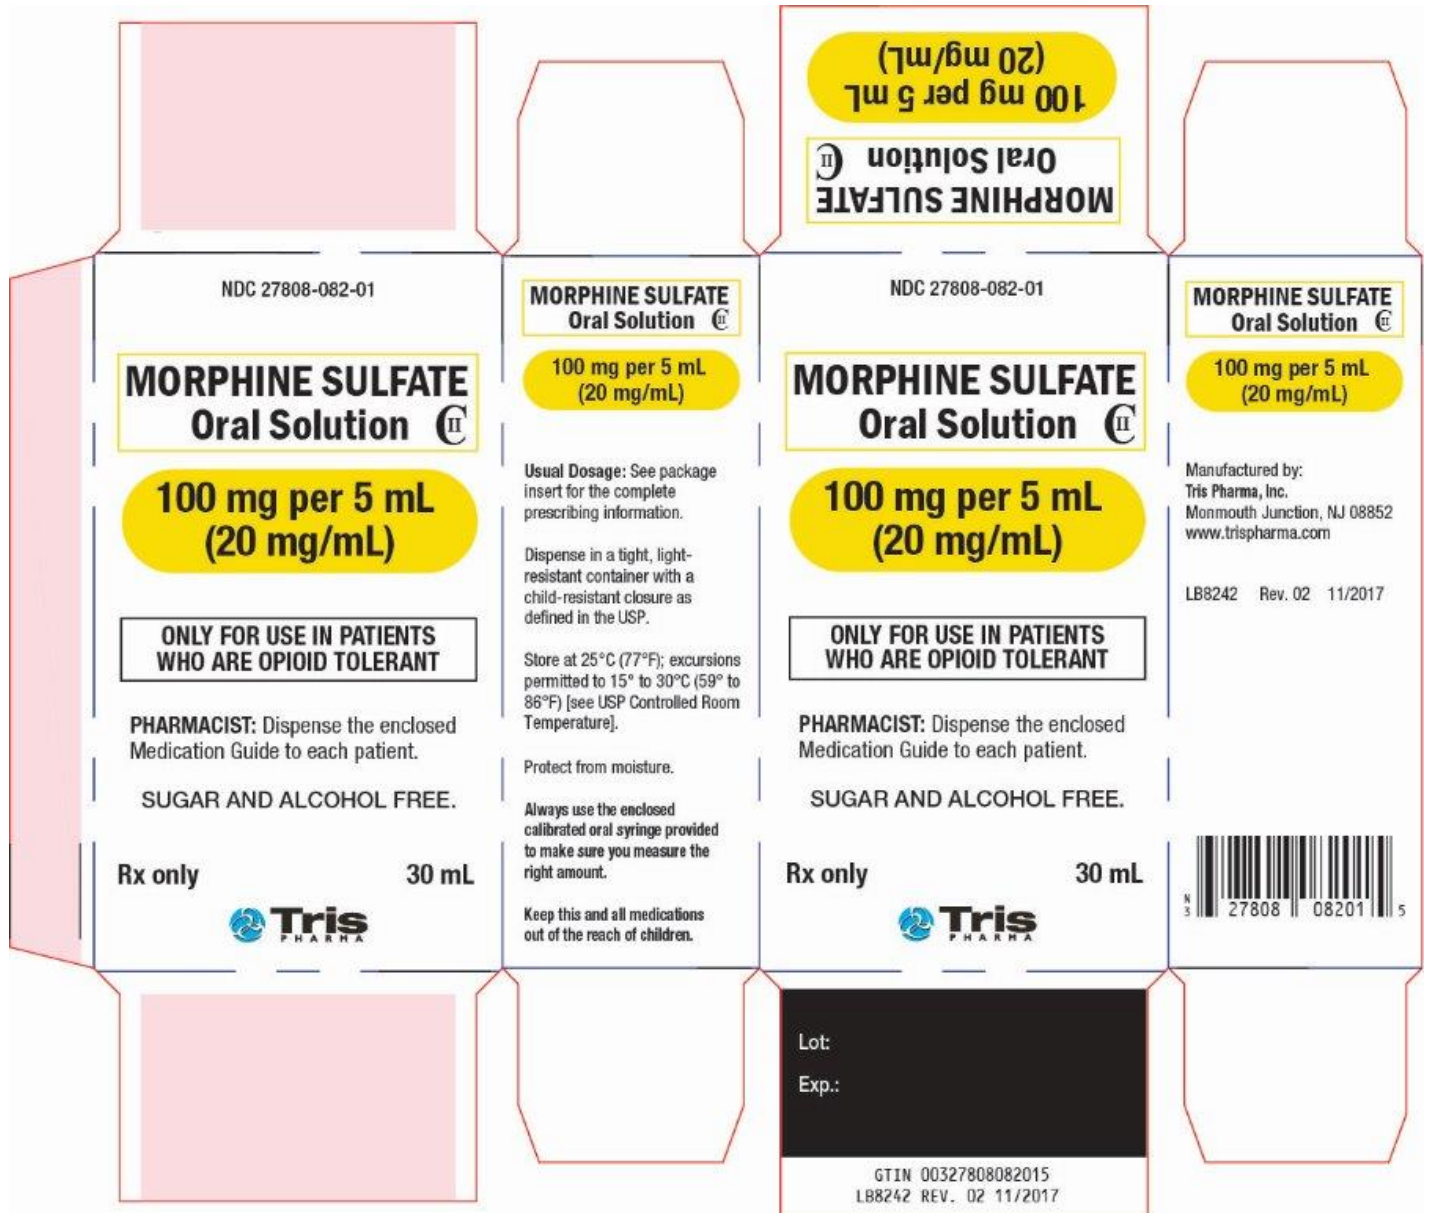 100 mg per 5 mL
(20 mg/mL)
MORPHINE SULFATE
Oral Solution CII
NDC 27808-082-01
MORPHINE SULFATE
Oral Solution CII
100 mg per 5 mL
(20 mg/mL)
ONLY FOR USE IN PATIENTS
WHO ARE OPIOID TOLERANT
PHARMACIST: Dispense the enclosed
Medication Guide to each patient.
SUGAR AND ALCOHOL FREE.
Rx only 30 mL
Tris
PHARMA
MORPHINE SULFATE
Oral Solution CII
100 mg per 5 mL
(20 mg/mL)
Usual Dosage: See package
insert for the complete
prescribing information.
Dispense in a tight, light-
resistant container with a
child-resistant closure as
defined in the USP.
Store at 25°C (77°F); excursions
permitted to 15° to 30°C (59° to
86°F) [see USP Controlled Room
Temperature].
Protect from moisture.
Always use the enclosed
calibrated oral syringe provided
to make sure you measure the
right amount.
Keep this and all medications
out of the reach of children.
NDC 27808-082-01
MORPHINE SULFATE
Oral Solution CII
100 mg per 5 mL
(20 mg/mL)
ONLY FOR USE IN PATIENTS
WHO ARE OPIOID TOLERANT
PHARMACIST: Dispense the enclosed
Medication Guide to each patient.
SUGAR AND ALCOHOL FREE.
Rx only 30 mL
Tris
PHARMA
MORPHINE SULFATE
Oral Solution CII
100 mg per 5 mL
(20 mg/mL)
Manufactured by:
Tris Pharma, Inc.
Monmouth Junction, NJ 08852
www.trispharma.com
LB8242 Rev. 02 11/2017
N
3 27808 08201 5
Lot:
Exp.:
GTIN 00327808082015
LB8242 REV. 02 11/2017